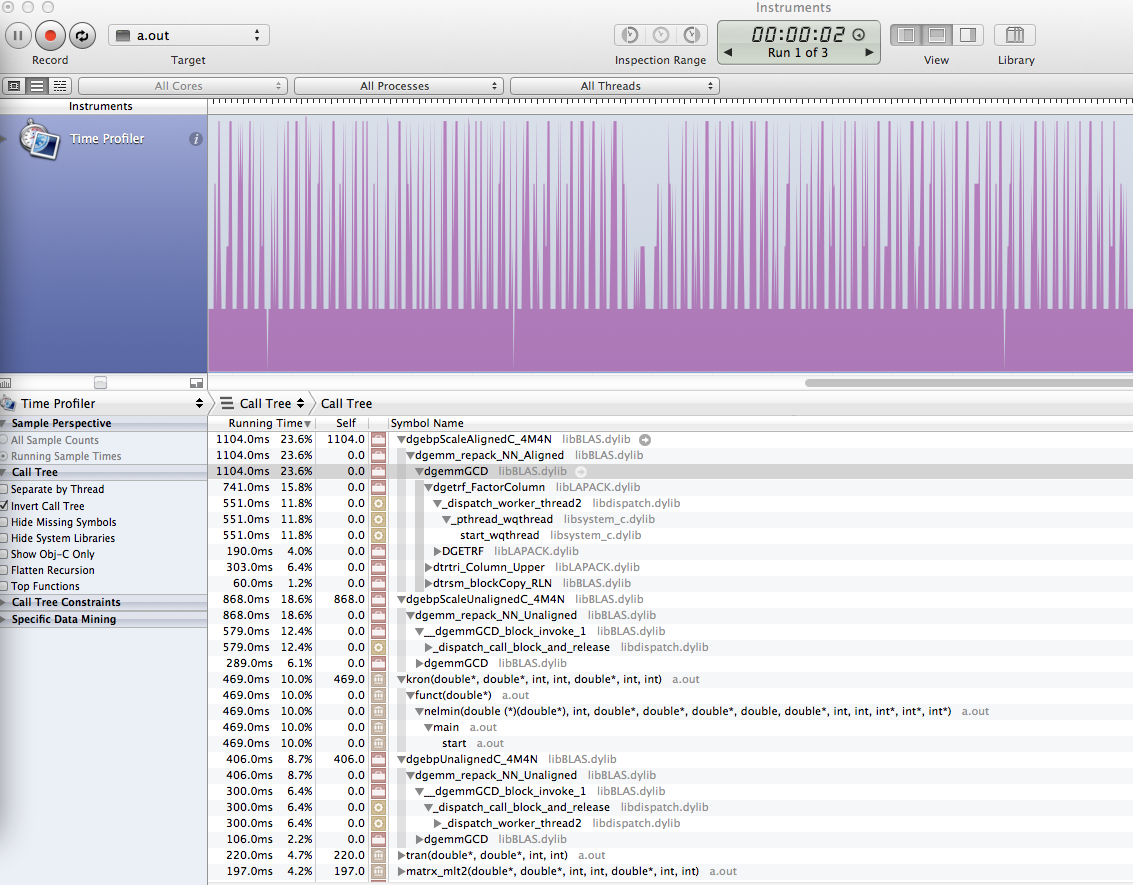 Instruments
a.out
00:00:02
Run 1 of 3
Record
Target
Inspection Range
View
Library
All Cores
All Processes
All Threads
Instruments
Time Profiler
Time Profiler
Call Tree
Call Tree
Sample Perspective
All Sample Counts
Running Sample Times
Call Tree
Separate by Thread
Invert Call Tree
Hide Missing Symbols
Hide System Libraries
Show Obj-C Only
Flatten Recursion
Top Functions
Call Tree Constraints
Specific Data Mining
Running Time Self Symbol Name
1104.0ms 23.6% 1104.0 dgebpScaleAlignedC_4M4N libBLAS.dylib
1104.0ms 23.6% 0.0 dgemm_repack_NN_Aligned libBLAS.dylib
1104.0ms 23.6% 0.0 dgemmGCD libBLAS.dylib
741.0ms 15.8% 0.0 dgetrf_FactorColumn libLAPACK.dylib
551.0ms 11.8% 0.0 _dispatch_worker_thread2 libdispatch.dylib
551.0ms 11.8% 0.0 _pthread_wqthread libsystem_c.dylib
551.0ms 11.8% 0.0 start_wqthread libsystem_c.dylib
190.0ms 4.0% 0.0 DGETRF libLAPACK.dylib
303.0ms 6.4% 0.0 dtrtri_Column_Upper libLAPACK.dylib
60.0ms 1.2% 0.0 dtrsm_blockCopy_RLN libBLAS.dylib
868.0ms 18.6% 868.0 dgebpScaleUnalignedC_4M4N libBLAS.dylib
868.0ms 18.6% 0.0 dgemm_repack_NN_Unaligned libBLAS.dylib
579.0ms 12.4% 0.0 __dgemmGCD_block_invoke_1 libBLAS.dylib
579.0ms 12.4% 0.0 _dispatch_call_block_and_release libdispatch.dylib
289.0ms 6.1% 0.0 dgemmGCD libBLAS.dylib
469.0ms 10.0% 469.0 kron(double*, double*, int, int, double*, int, int) a.out
469.0ms 10.0% 0.0 funct(double*) a.out
469.0ms 10.0% 0.0 nelmin(double (*)(double*), int, double*, double*, double*, double, double*, int, int, int*, int*, int*) a.out
469.0ms 10.0% 0.0 main a.out
469.0ms 10.0% 0.0 start a.out
406.0ms 8.7% 406.0 dgebpUnalignedC_4M4N libBLAS.dylib
406.0ms 8.7% 0.0 dgemm_repack_NN_Unaligned libBLAS.dylib
300.0ms 6.4% 0.0 __dgemmGCD_block_invoke_1 libBLAS.dylib
300.0ms 6.4% 0.0 _dispatch_call_block_and_release libdispatch.dylib
300.0ms 6.4% 0.0 _dispatch_worker_thread2 libdispatch.dylib
106.0ms 2.2% 0.0 dgemmGCD libBLAS.dylib
220.0ms 4.7% 220.0 tran(double*, double*, int, int) a.out
197.0ms 4.2% 197.0 matrx_mlt2(double*, double*, int, int, double*, int, int) a.out